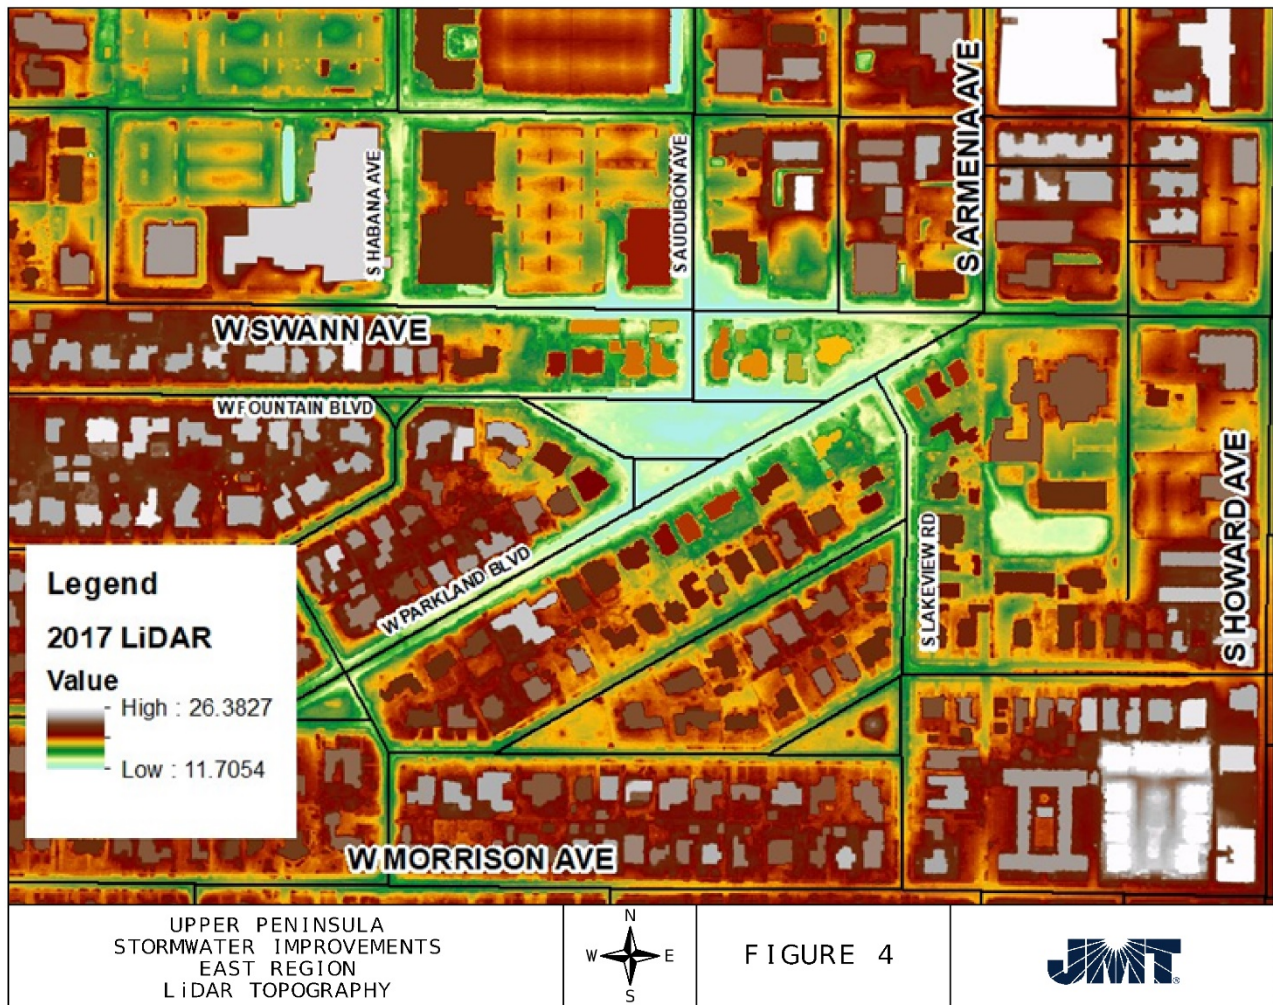 S ARMENIA AVE
S HABANA AVE
S AUDUBON AVE
W SWANN AVE
W FOUNTAIN BLVD
S HOWARD AVE
S LAKEVIEW RD
W PARKLAND BLVD
Legend
2017 LiDAR
Value
High : 26.3827
Low : 11.7054
W MORRISON AVE
UPPER PENINSULA
STORMWATER IMPROVEMENTS
EAST REGION
LiDAR TOPOGRAPHY
N
W E
S
FIGURE 4
JMT®